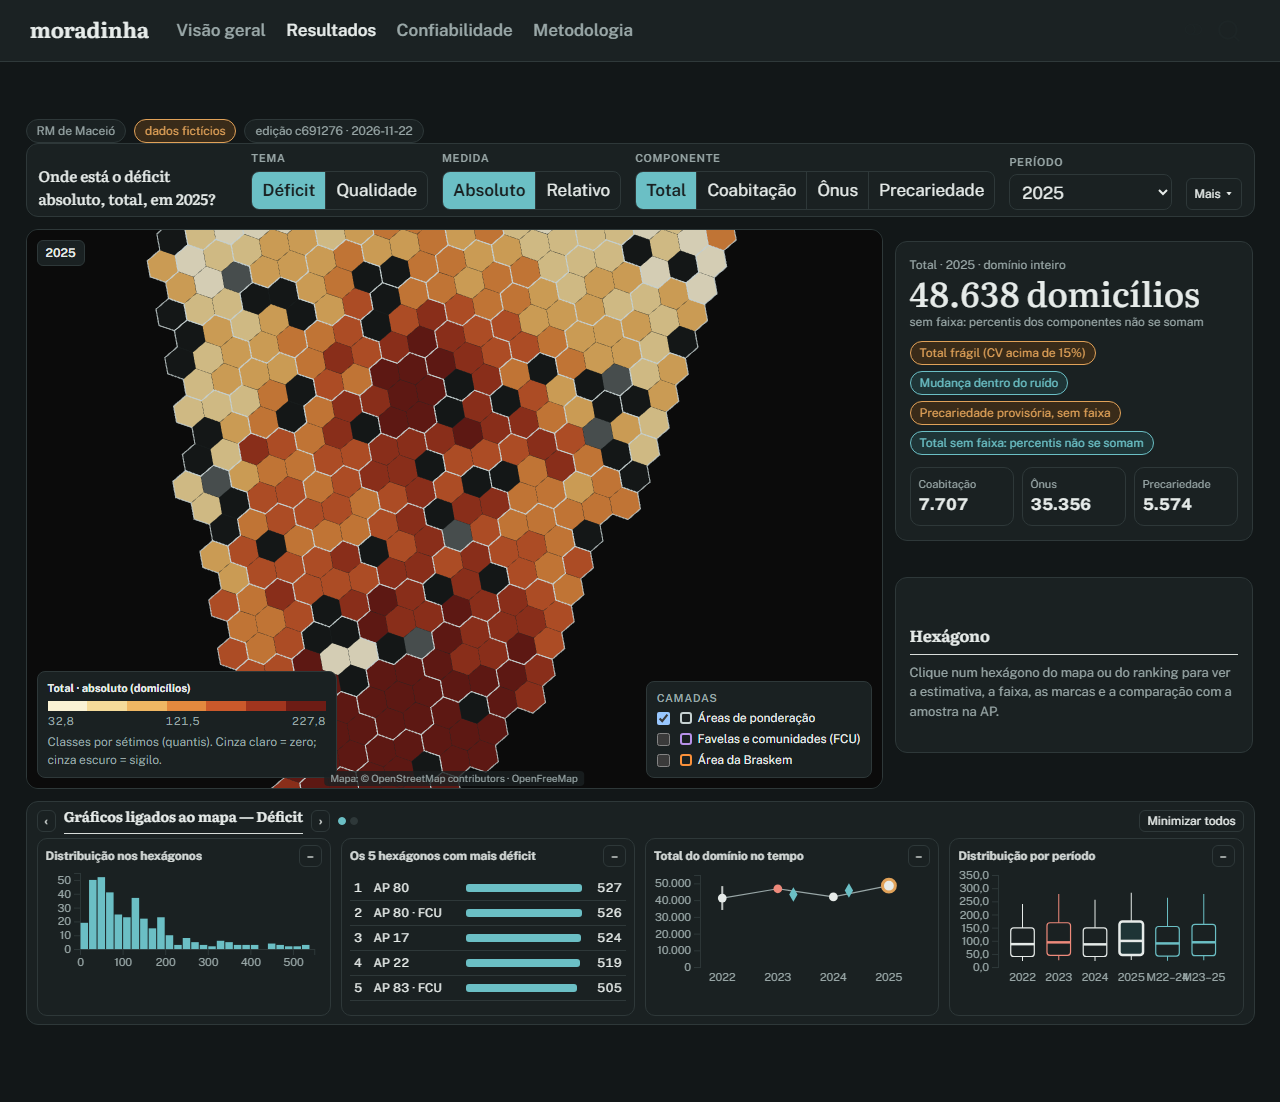 moradinha
Visão geral
Resultados
Confiabilidade
Metodologia
RM de Maceió
dados fictícios
edição c691276 · 2026-11-22
Onde está o déficit
absoluto, total, em 2025?
TEMA
Déficit
Qualidade
MEDIDA
Absoluto
Relativo
COMPONENTE
Total
Coabitação
Ônus
Precariedade
PERÍODO
2025
Mais
2025
Total · absoluto (domicílios)
32,8
121,5
227,8
Classes por sétimos (quantis). Cinza claro = zero;
cinza escuro = sigilo.
Mapa: © OpenStreetMap contributors · OpenFreeMap
CAMADAS
Áreas de ponderação
Favelas e comunidades (FCU)
Área da Braskem
Total · 2025 · domínio inteiro
48.638 domicílios
sem faixa: percentis dos componentes não se somam
Total frágil (CV acima de 15%)
Mudança dentro do ruído
Precariedade provisória, sem faixa
Total sem faixa: percentis não se somam
Coabitação
7.707
Ônus
35.356
Precariedade
5.574
Hexágono
Clique num hexágono do mapa ou do ranking para ver
a estimativa, a faixa, as marcas e a comparação com a
amostra na AP.
‹
Gráficos ligados ao mapa — Déficit
›
Minimizar todos
Distribuição nos hexágonos
–
50
40
30
20
10
0
0
100
200
300
400
500
Os 5 hexágonos com mais déficit
–
1 AP 80 527
2 AP 80 · FCU 526
3 AP 17 524
4 AP 22 519
5 AP 83 · FCU 505
Total do domínio no tempo
–
50.000
40.000
30.000
20.000
10.000
0
2022
2023
2024
2025
Distribuição por período
–
350,0
300,0
250,0
200,0
150,0
100,0
50,0
0,0
2022
2023
2024
2025
M22–24
M23–25